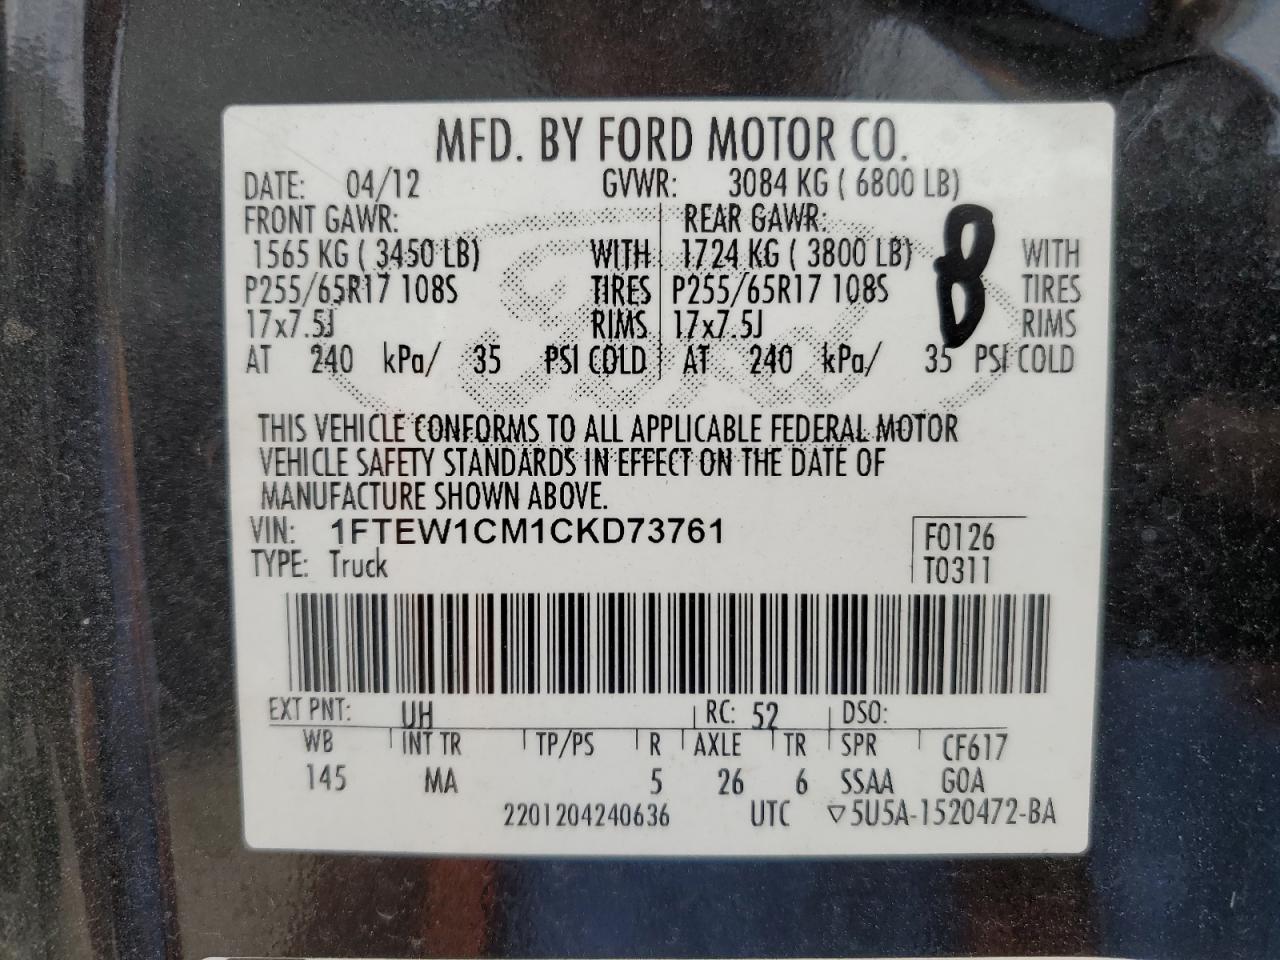 MFD. BY FORD MOTOR CO.
DATE: 04/12 GVWR: 3084 KG ( 6800 LB)
FRONT GAWR: REAR GAWR:
1565 KG ( 3450 LB) WITH 1724 KG ( 3800 LB) WITH
P255/65R17 108S TIRES P255/65R17 108S TIRES
17x7.5J RIMS 17x7.5J RIMS
AT 240 kPa/ 35 PSI COLD AT 240 kPa/ 35 PSI COLD
8
Ford
THIS VEHICLE CONFORMS TO ALL APPLICABLE FEDERAL MOTOR
VEHICLE SAFETY STANDARDS IN EFFECT ON THE DATE OF
MANUFACTURE SHOWN ABOVE.
VIN: 1FTEW1CM1CKD73761 F0126
TYPE: Truck T0311
EXT PNT: UH RC: 52 DSO:
WB INT TR TP/PS R AXLE TR SPR CF617
145 MA 5 26 6 SSAA GOA
2201204240636 UTC ▽5U5A-1520472-BA